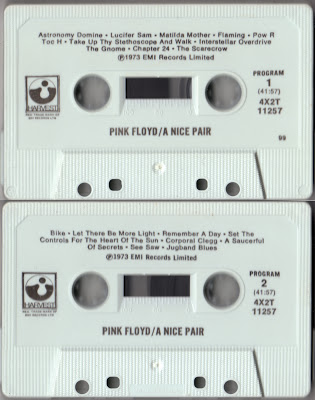 Astronomy Domine • Lucifer Sam • Matilda Mother • Flaming • Pow R
Toc H • Take Up Thy Stethoscope And Walk • Interstellar Overdrive
The Gnome • Chapter 24 • The Scarecrow
℗1973 EMI Records Limited
PROGRAM
1
(41:57)
4X2T
11257
HARVEST
PINK FLOYD/A NICE PAIR
99
Bike • Let There Be More Light • Remember A Day • Set The
Controls For The Heart Of The Sun • Corporal Clegg • A Saucerful
Of Secrets • See Saw • Jugband Blues
℗1973 EMI Records Limited
PROGRAM
2
(41:57)
4X2T
11257
HARVEST
PINK FLOYD/A NICE PAIR